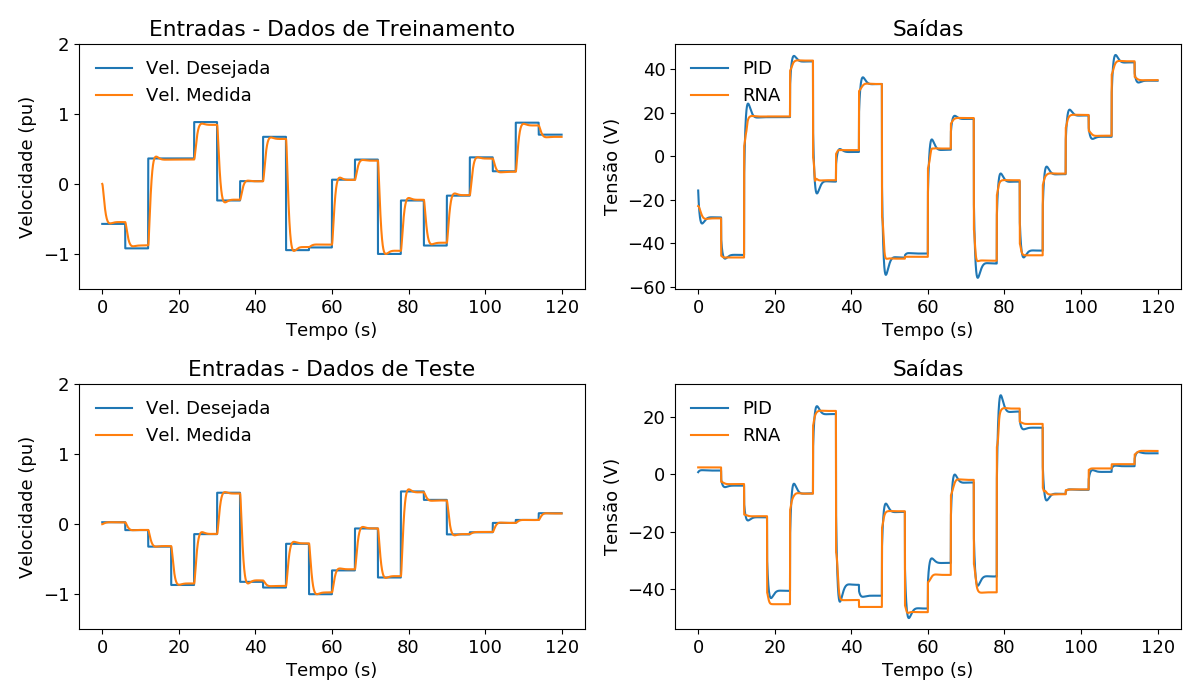 Entradas - Dados de Treinamento
2
1
0
−1
Velocidade (pu)
Vel. Desejada
Vel. Medida
0 20 40 60 80 100 120
Tempo (s)
Saídas
40
20
0
−20
−40
−60
Tensão (V)
PID
RNA
0 20 40 60 80 100 120
Tempo (s)
Entradas - Dados de Teste
2
1
0
−1
Velocidade (pu)
Vel. Desejada
Vel. Medida
0 20 40 60 80 100 120
Tempo (s)
Saídas
20
0
−20
−40
Tensão (V)
PID
RNA
0 20 40 60 80 100 120
Tempo (s)